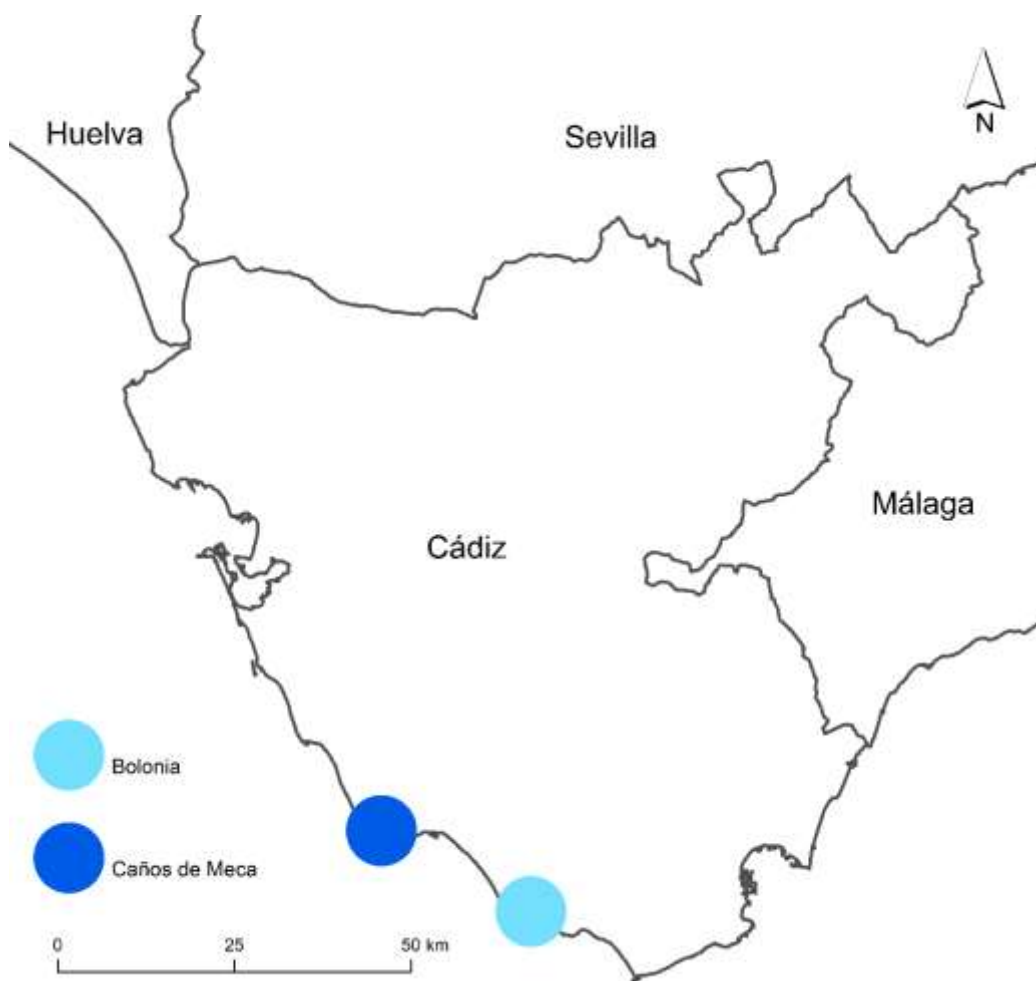 Huelva
Sevilla
N
Málaga
Cádiz
Bolonia
Caños de Meca
0 25 50 km